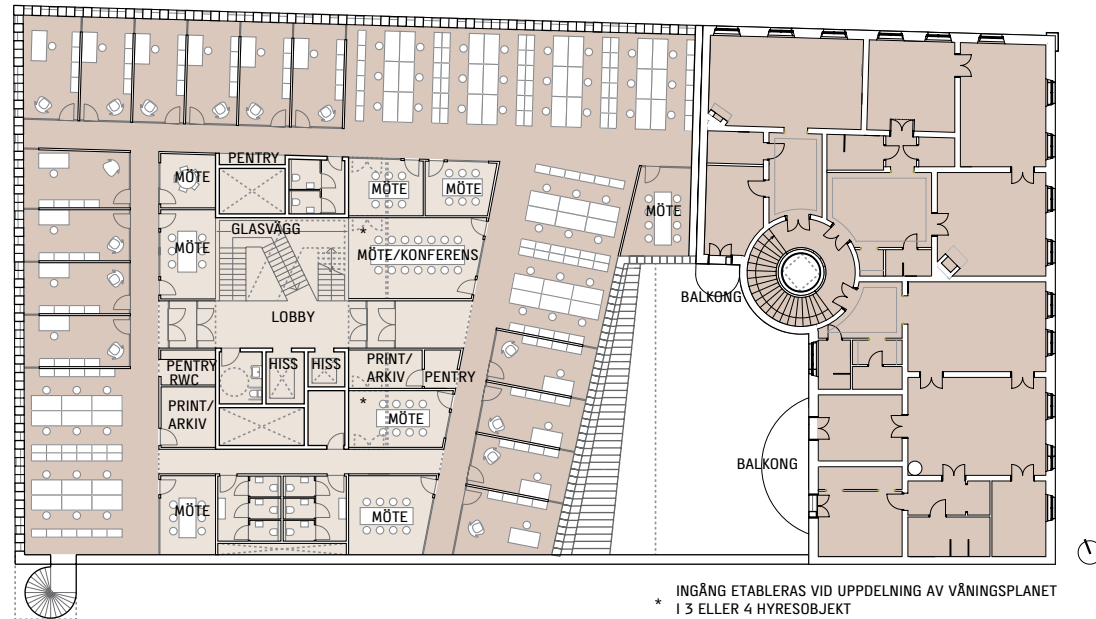 PENTRY
MÖTE
MÖTE
MÖTE
MÖTE
GLASVÄGG
*
MÖTE
MÖTE/KONFERENS
BALKONG
LOBBY
PENTRY
RWC
HISS
HISS
PRINT/
ARKIV
PENTRY
PRINT/
ARKIV
*
MÖTE
BALKONG
MÖTE
MÖTE
* INGÅNG ETABLERAS VID UPPDELNING AV VÅNINGSPLANET
I 3 ELLER 4 HYRESOBJEKT